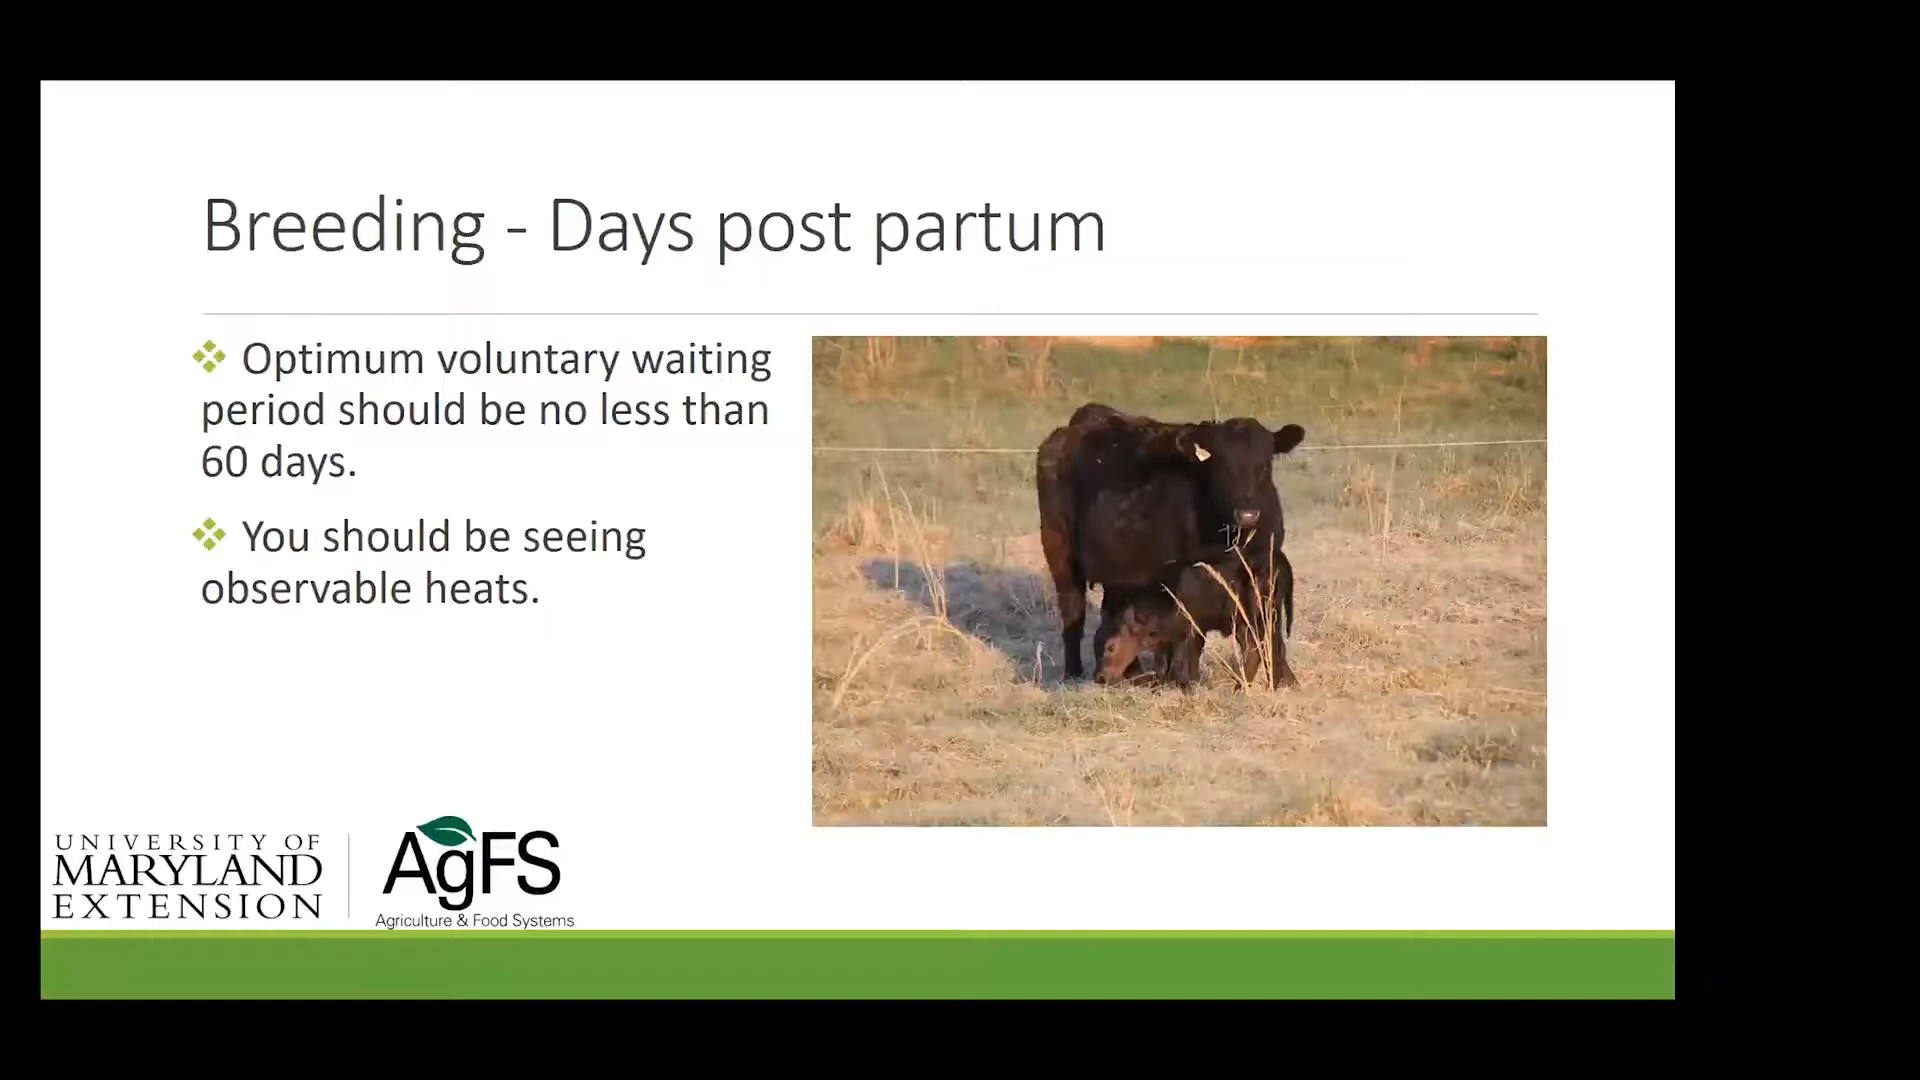 Breeding - Days post partum
Optimum voluntary waiting
period should be no less than
60 days.
You should be seeing
observable heats.
UNIVERSITY OF
MARYLAND
EXTENSION
AgFS
Agriculture & Food Systems